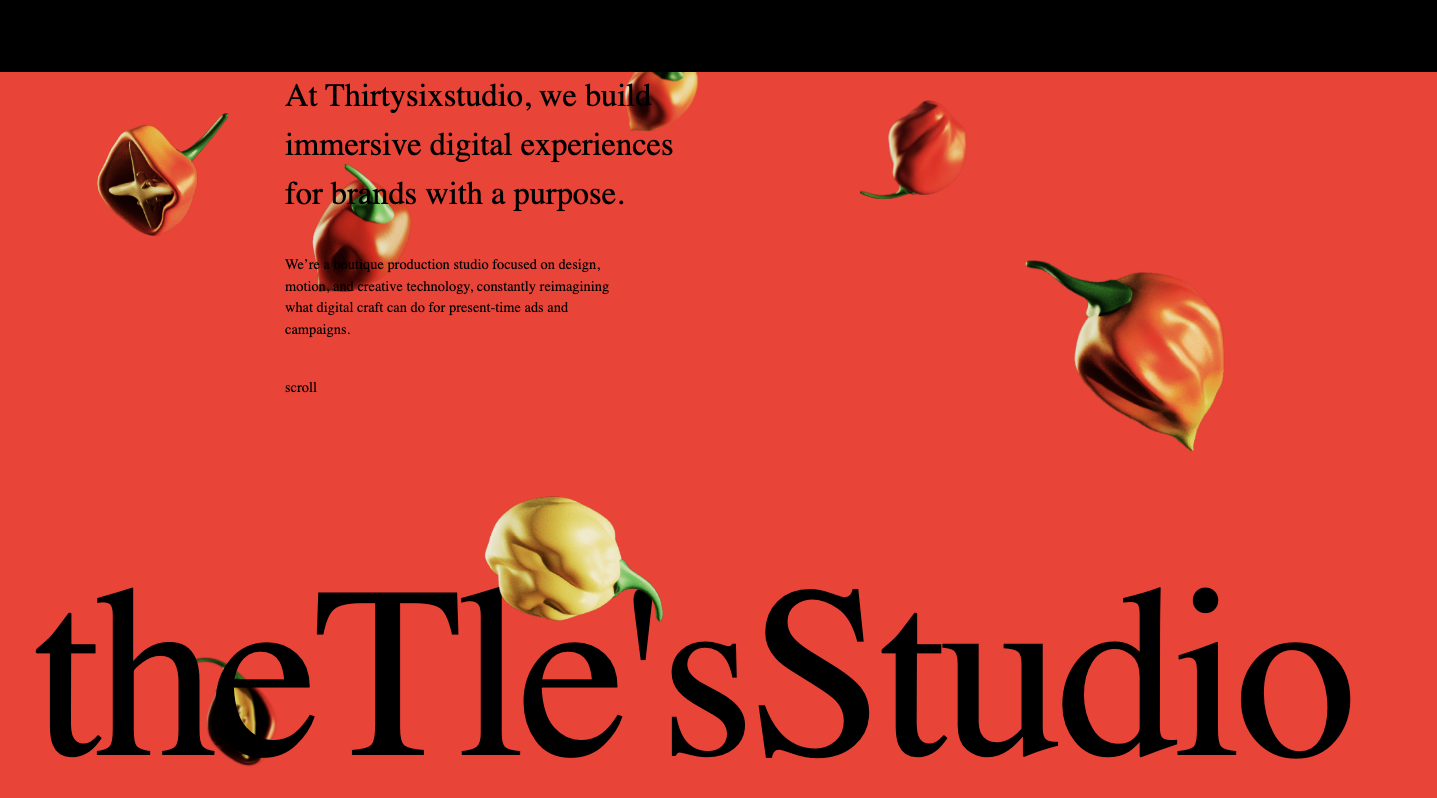 At Thirtysixstudio, we build
immersive digital experiences
for brands with a purpose.
We’re a boutique production studio focused on design,
motion, and creative technology, constantly reimagining
what digital craft can do for present-time ads and
campaigns.
scroll
theTle'sStudio